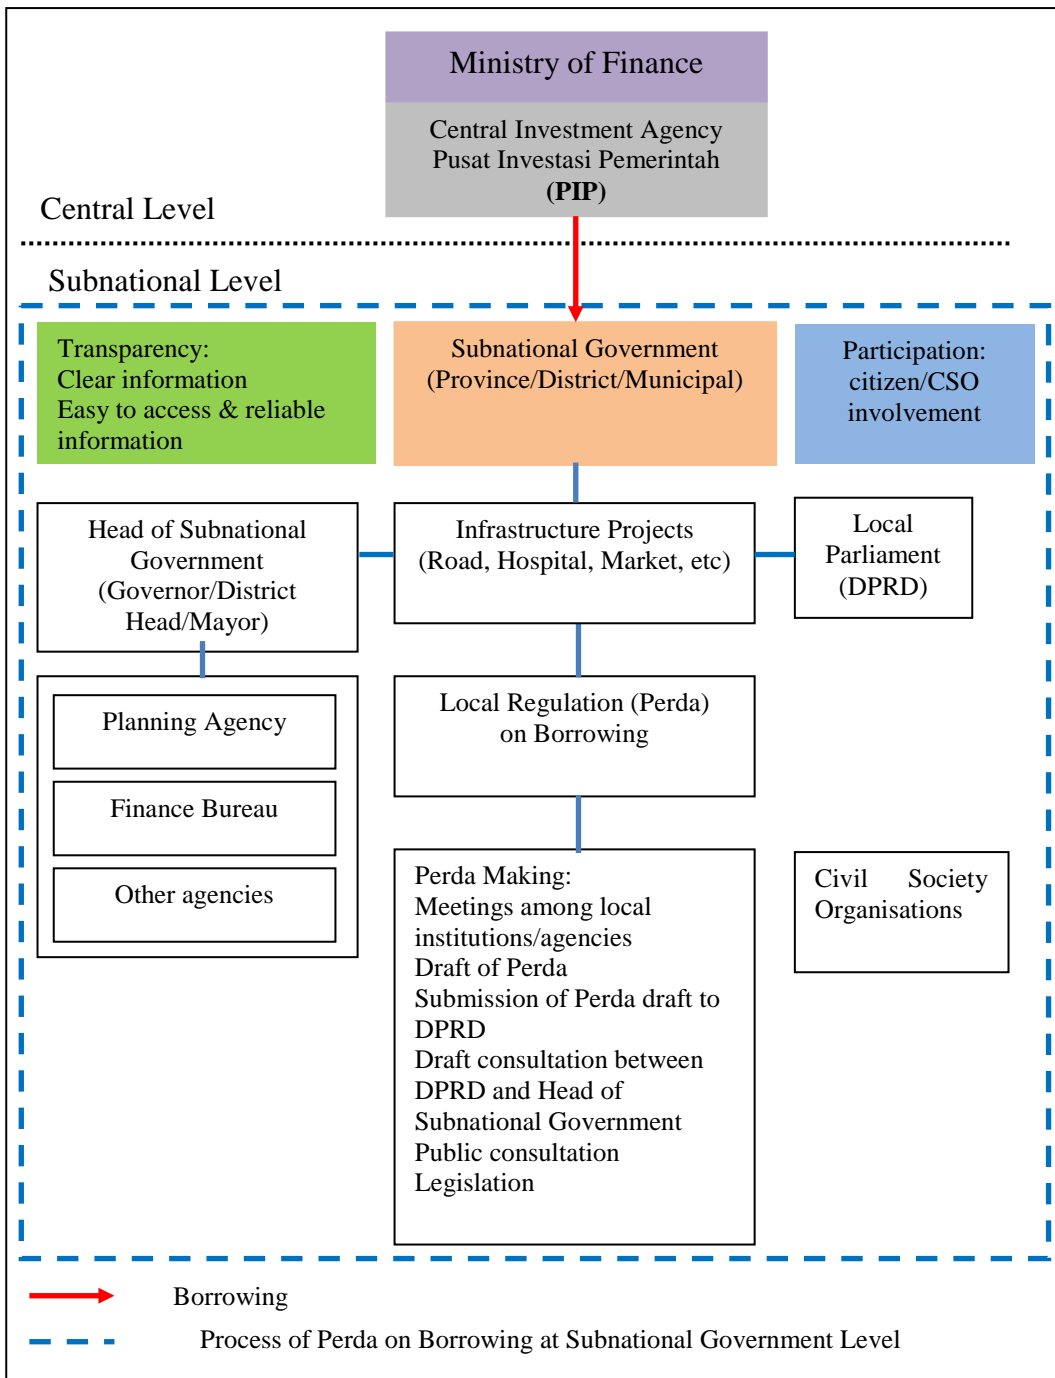 Ministry of Finance
Central Investment Agency
Pusat Investasi Pemerintah
(PIP)
Central Level
Subnational Level
Transparency:
Clear information
Easy to access & reliable
information
Subnational Government
(Province/District/Municipal)
Participation:
citizen/CSO
involvement
Head of Subnational
Government
(Governor/District
Head/Mayor)
Infrastructure Projects
(Road, Hospital, Market, etc)
Local
Parliament
(DPRD)
Planning Agency
Finance Bureau
Other agencies
Local Regulation (Perda)
on Borrowing
Perda Making:
Meetings among local
institutions/agencies
Draft of Perda
Submission of Perda draft to
DPRD
Draft consultation between
DPRD and Head of
Subnational Government
Public consultation
Legislation
Civil Society
Organisations
Borrowing
Process of Perda on Borrowing at Subnational Government Level